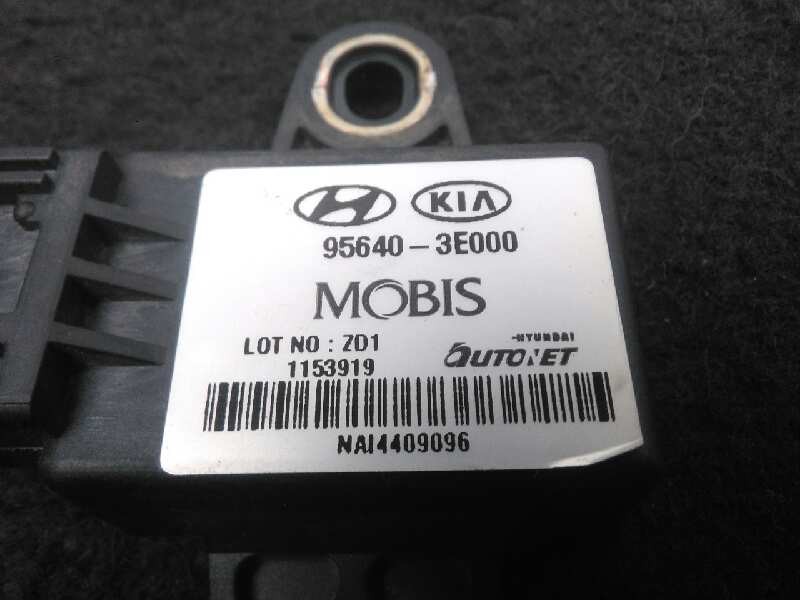 KIA
95640-3E000
MOBIS
LOT NO : ZD1
1153919
HYUNDAI
AUTONET
NAI4409096